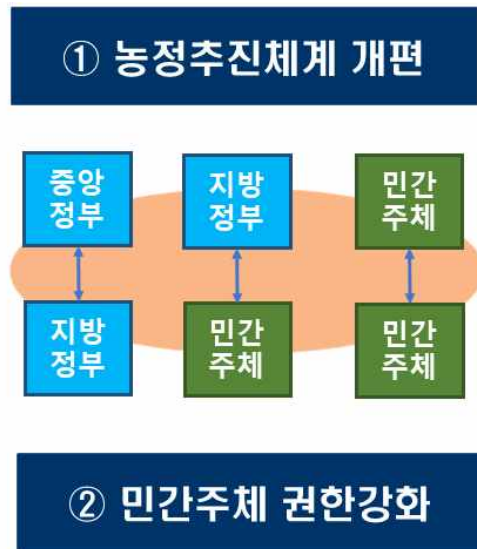 ① 농정추진체계 개편
중앙
정부
지방
정부
민간
주체
지방
정부
민간
주체
민간
주체
② 민간주체 권한강화